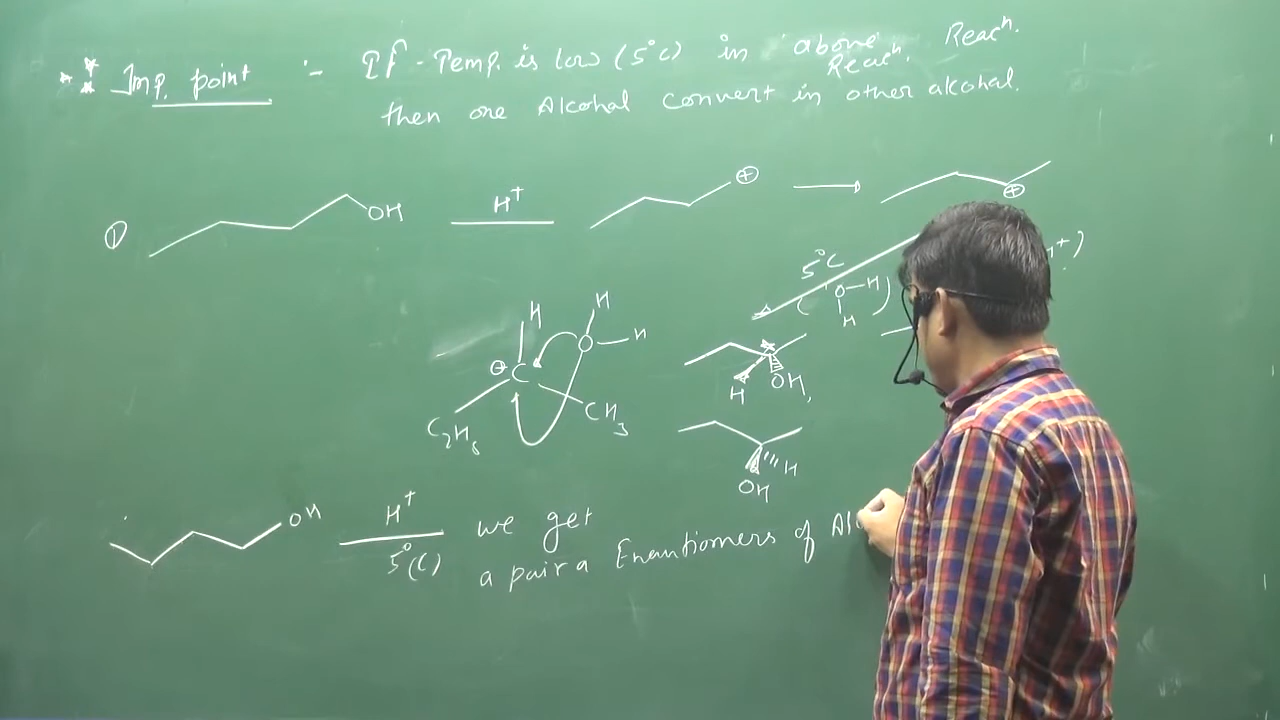 Imp. point :- If - Temp. is low (5°C) in above Reacn. Reacn.
then one Alcohal convert in other alcohal.
① OH H+ ⊕ ⊕
5°C
O-H
H
H H
⊕ C O H
C2H5 CH3
H OH,
H
OH
OH H+ we get
5°(C) a pair a Enantiomers of Al